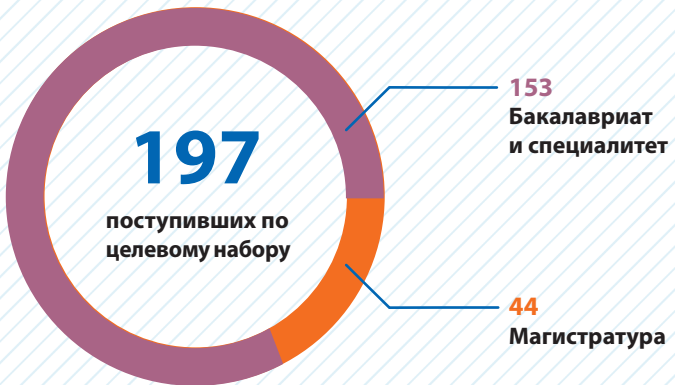 197
поступивших по
целевому набору
153
Бакалавриат
и специалитет
44
Магистратура